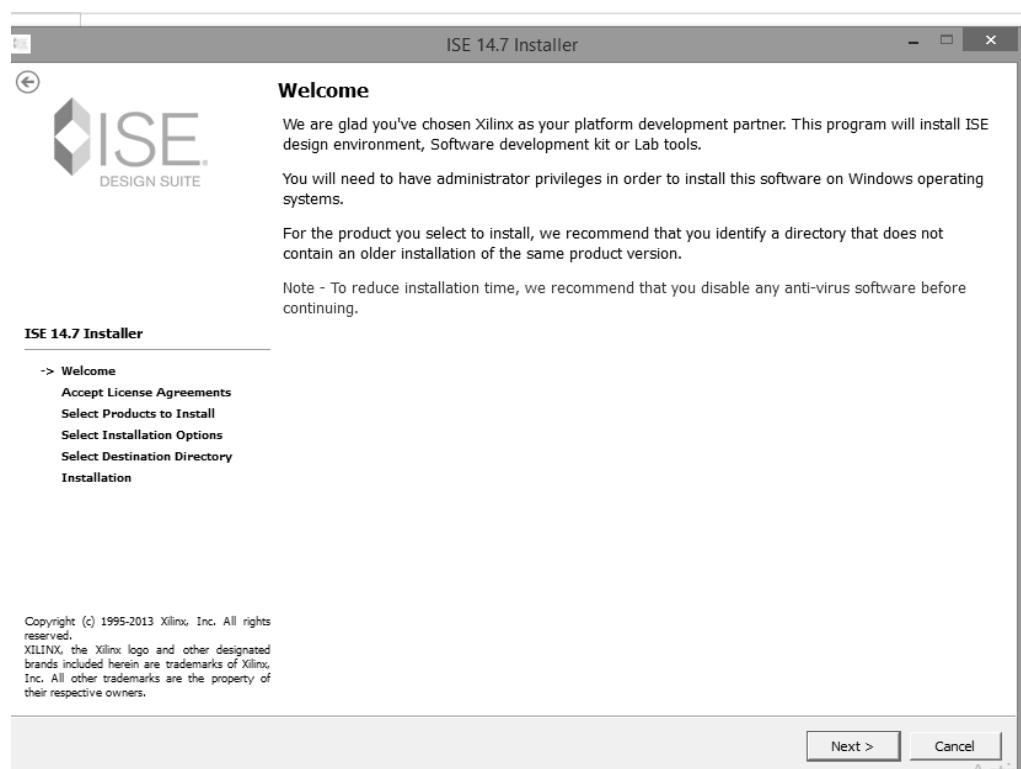 ISE 14.7 Installer
ISE.
DESIGN SUITE
Welcome
We are glad you've chosen Xilinx as your platform development partner. This program will install ISE
design environment, Software development kit or Lab tools.
You will need to have administrator privileges in order to install this software on Windows operating
systems.
For the product you select to install, we recommend that you identify a directory that does not
contain an older installation of the same product version.
Note - To reduce installation time, we recommend that you disable any anti-virus software before
continuing.
ISE 14.7 Installer
-> Welcome
Accept License Agreements
Select Products to Install
Select Installation Options
Select Destination Directory
Installation
Copyright (c) 1995-2013 Xilinx, Inc. All rights
reserved.
XILINX, the Xilinx logo and other designated
brands included herein are trademarks of Xilinx,
Inc. All other trademarks are the property of
their respective owners.
Next >
Cancel